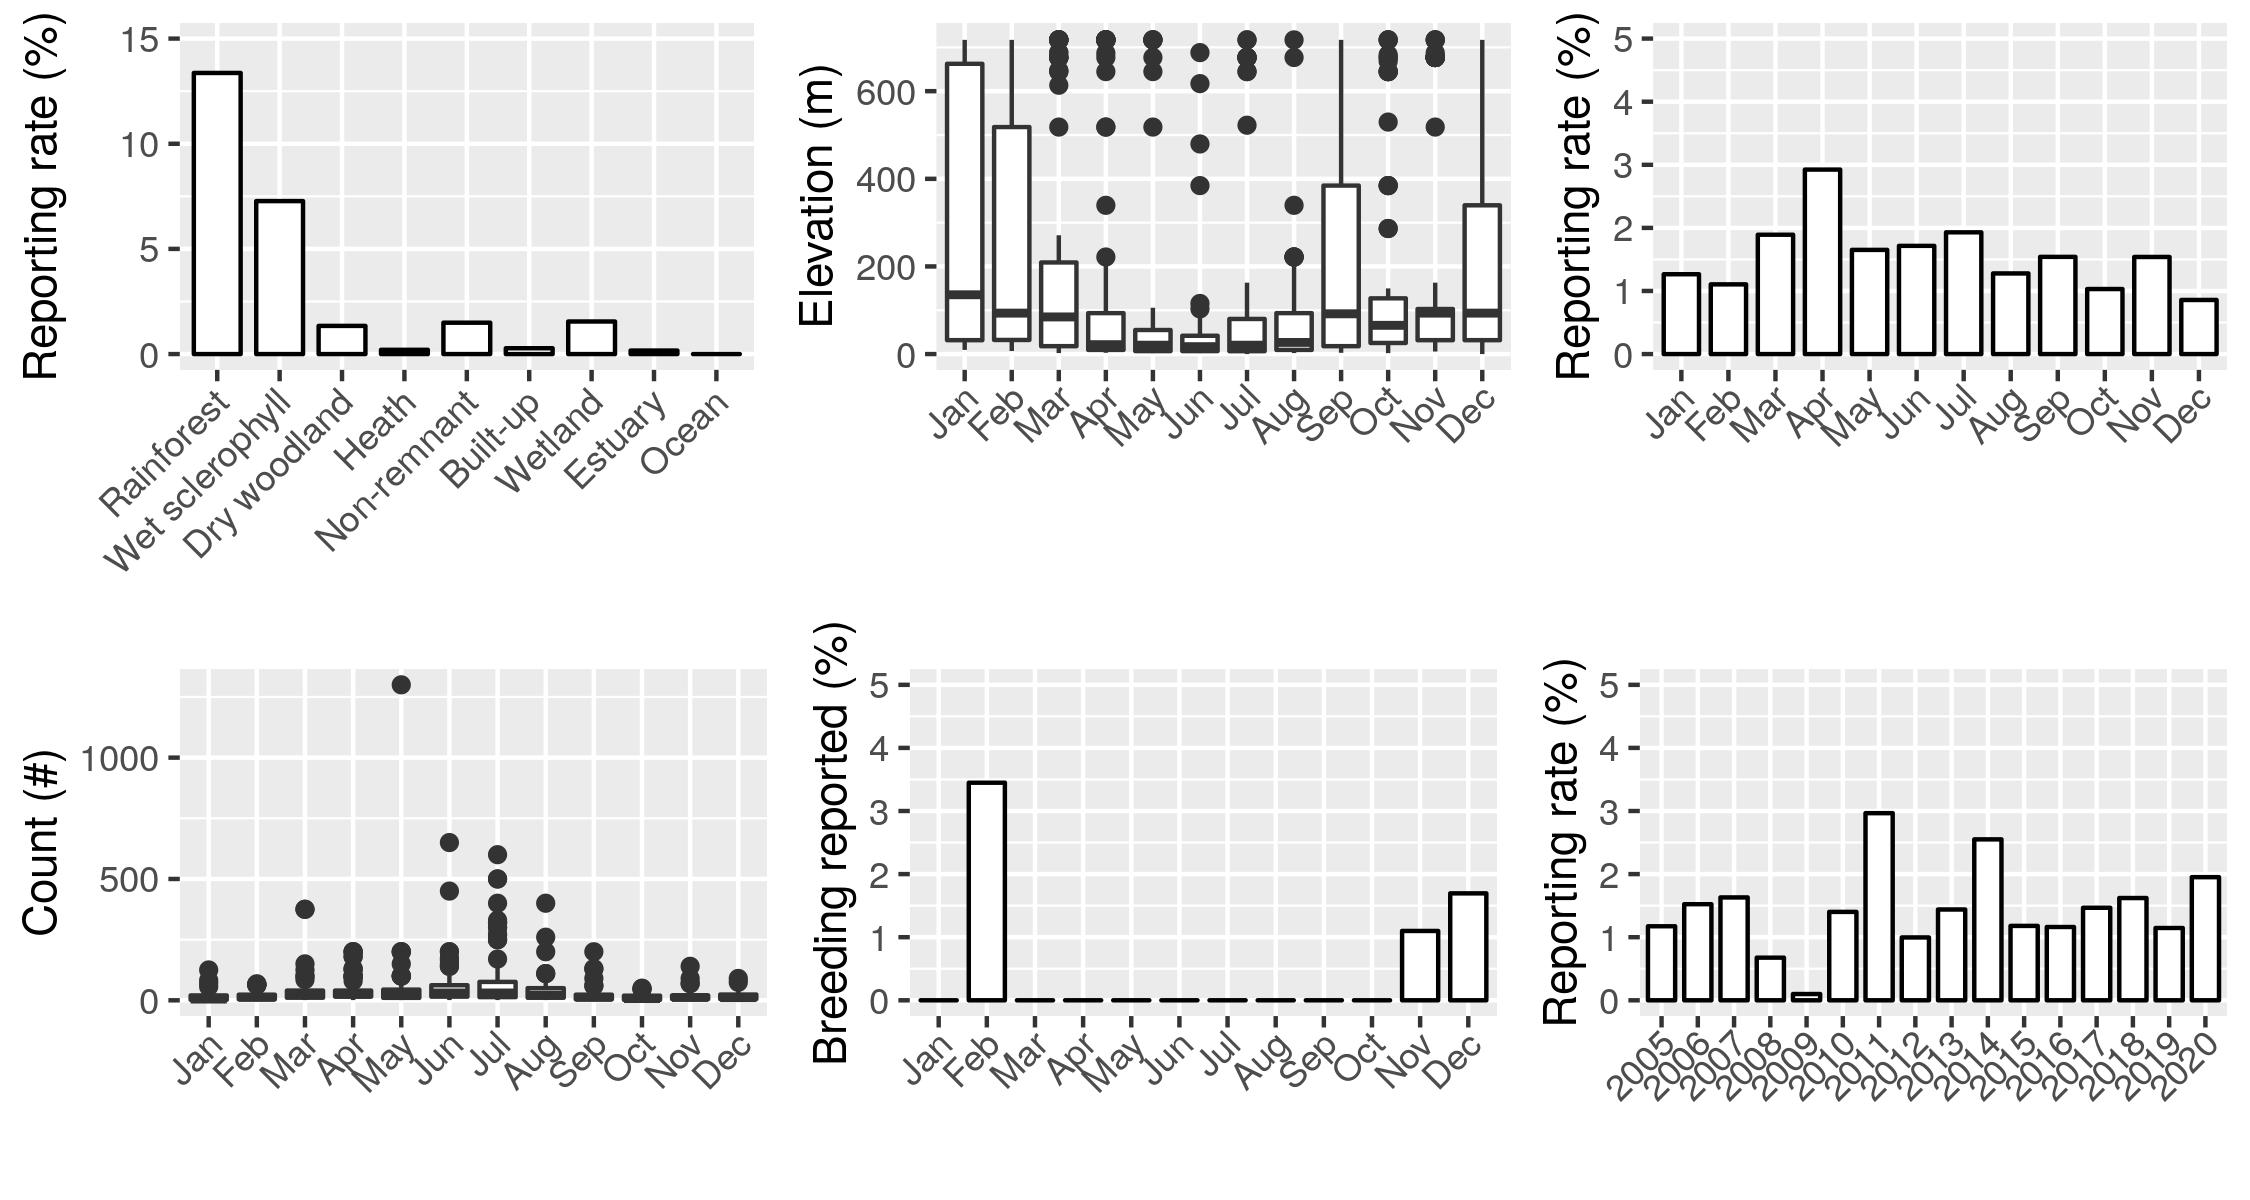 Reporting rate (%)
15
10
5
0
Rainforest
Wet sclerophyll
Dry woodland
Heath
Non-remnant
Built-up
Wetland
Estuary
Ocean
Elevation (m)
600
400
200
0
Jan
Feb
Mar
Apr
May
Jun
Jul
Aug
Sep
Oct
Nov
Dec
Reporting rate (%)
5
4
3
2
1
0
Jan
Feb
Mar
Apr
May
Jun
Jul
Aug
Sep
Oct
Nov
Dec
Count (#)
1000
500
0
Jan
Feb
Mar
Apr
May
Jun
Jul
Aug
Sep
Oct
Nov
Dec
Breeding reported (%)
5
4
3
2
1
0
Jan
Feb
Mar
Apr
May
Jun
Jul
Aug
Sep
Oct
Nov
Dec
Reporting rate (%)
5
4
3
2
1
0
2005
2006
2007
2008
2009
2010
2011
2012
2013
2014
2015
2016
2017
2018
2019
2020